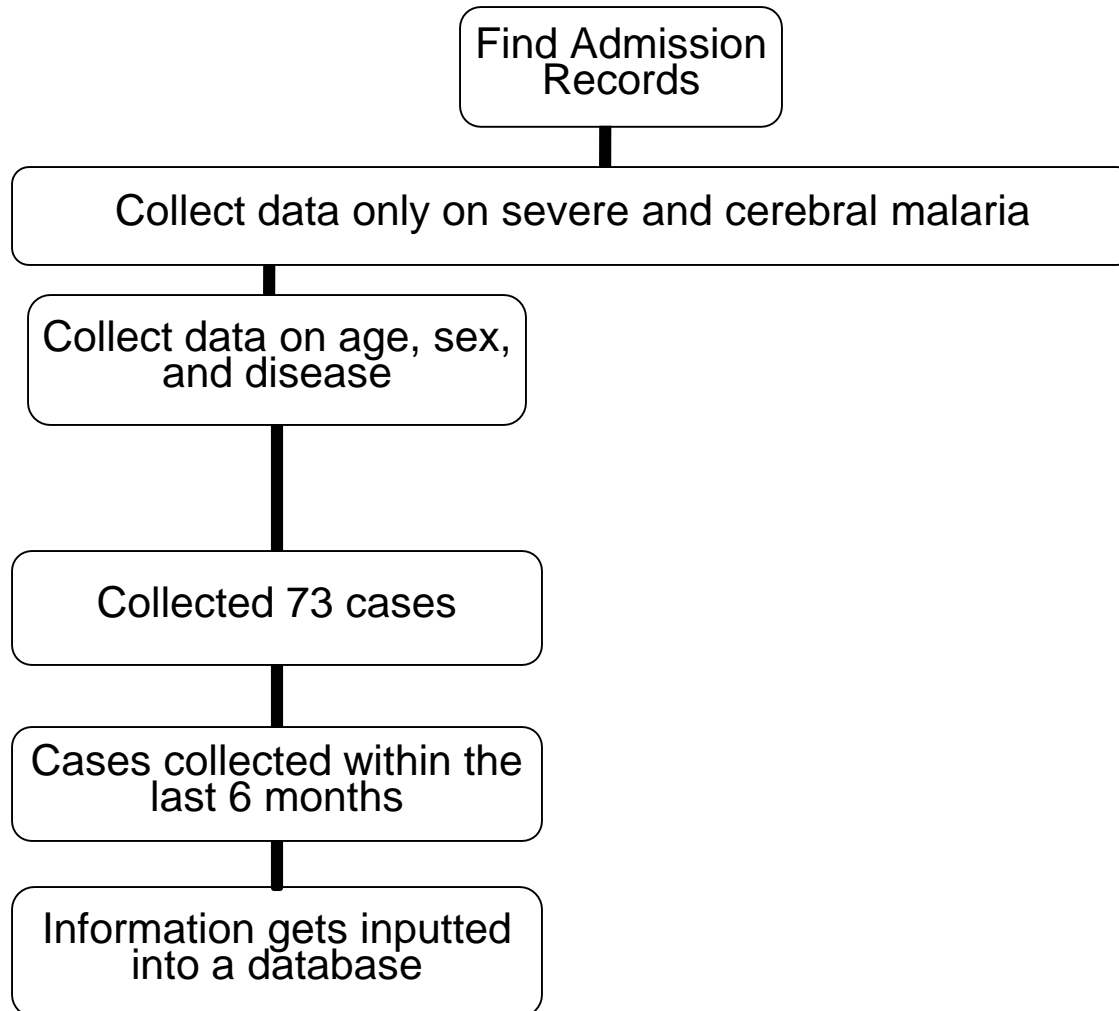 Find Admission
Records
Collect data only on severe and cerebral malaria
Collect data on age, sex,
and disease
Collected 73 cases
Cases collected within the
last 6 months
Information gets inputted
into a database